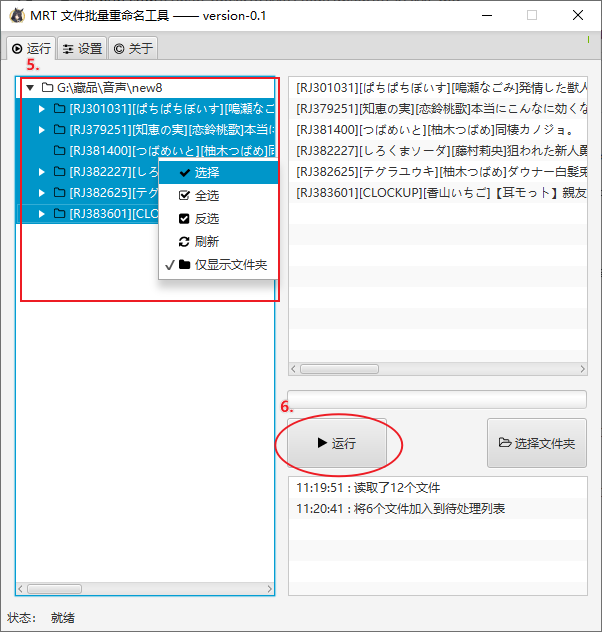 MRT 文件批量重命名工具 —— version-0.1
运行 设置 关于
5.
G:\藏品\音声\new8
[RJ301031][ぱちぱちぼいす][鳴瀬なごみ]
[RJ379251][知恵の実][恋鈴桃歌]本当に
[RJ381400][つばめいと][柚木つばめ]同
[RJ382227][しろく
[RJ382625][テグラ
[RJ383601][CLOC
选择
全选
反选
刷新
仅显示文件夹
[RJ301031][ぱちぱちぼいす][鳴瀬なごみ]発情した獣人
[RJ379251][知恵の実][恋鈴桃歌]本当にこんなに効くな
[RJ381400][つばめいと][柚木つばめ]同棲カノジョ。
[RJ382227][しろくまソーダ][藤村莉央]狙われた新人勇
[RJ382625][テグラユウキ][柚木つばめ]ダウナー白髪兎
[RJ383601][CLOCKUP][香山いちご]【耳モっト】親友
6.
运行
选择文件夹
11:19:51 : 读取了12个文件
11:20:41 : 将6个文件加入到待处理列表
状态： 就绪